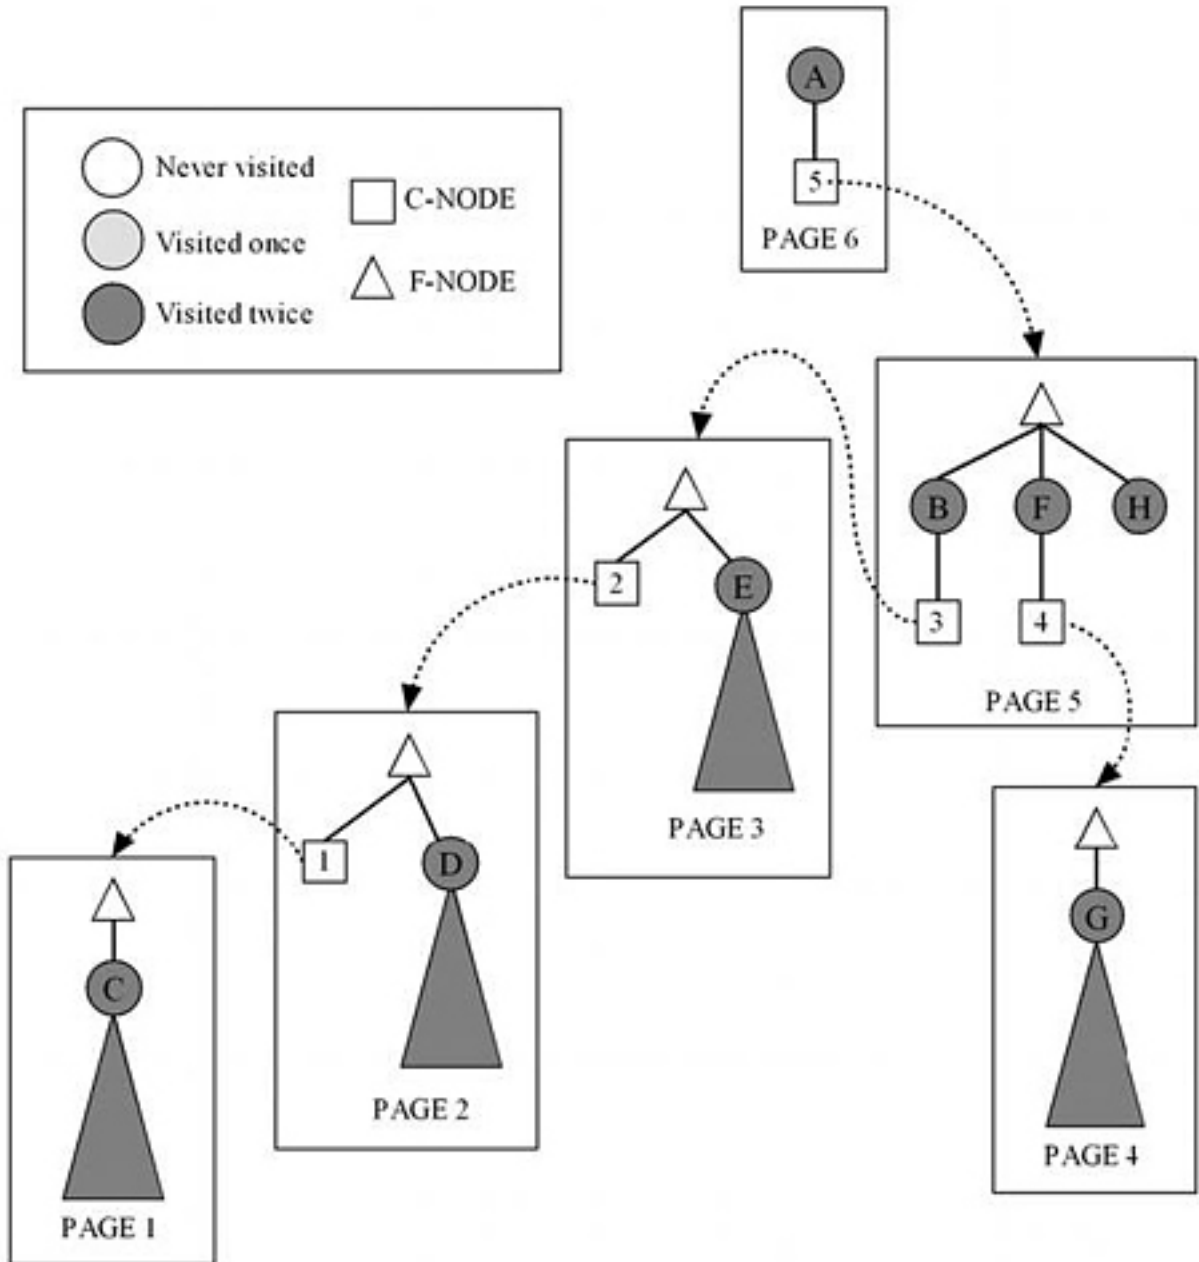 A
5
PAGE 6
Never visited
C-NODE
Visited once
F-NODE
Visited twice
B
F
H
3
4
PAGE 5
2
E
PAGE 3
1
D
PAGE 2
G
PAGE 4
C
PAGE 1